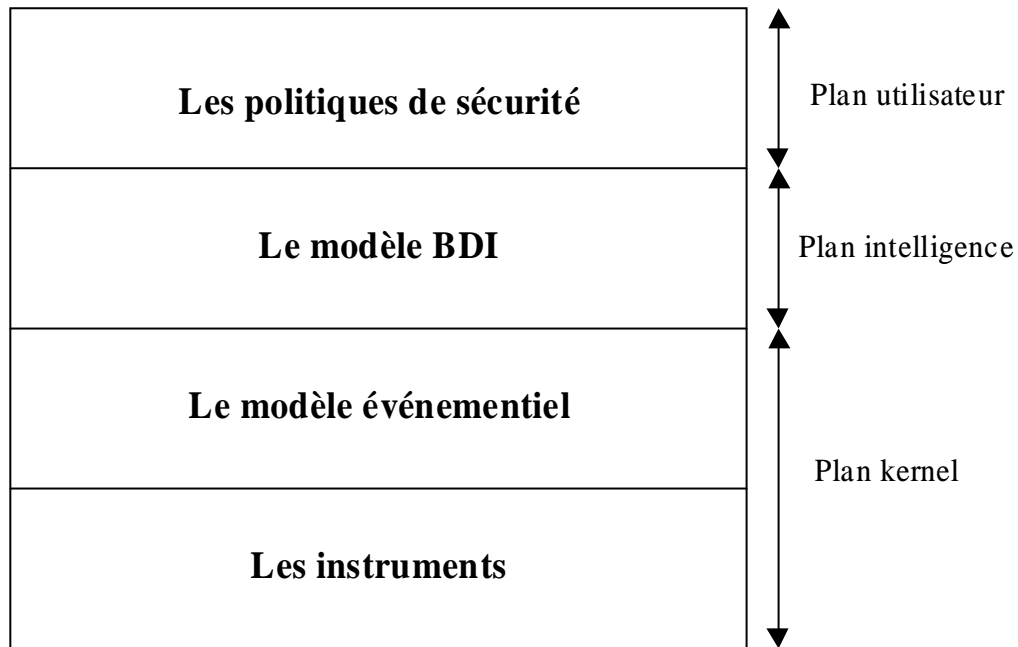 Les politiques de sécurité
Plan utilisateur
Le modèle BDI
Plan intelligence
Le modèle événementiel
Plan kernel
Les instruments